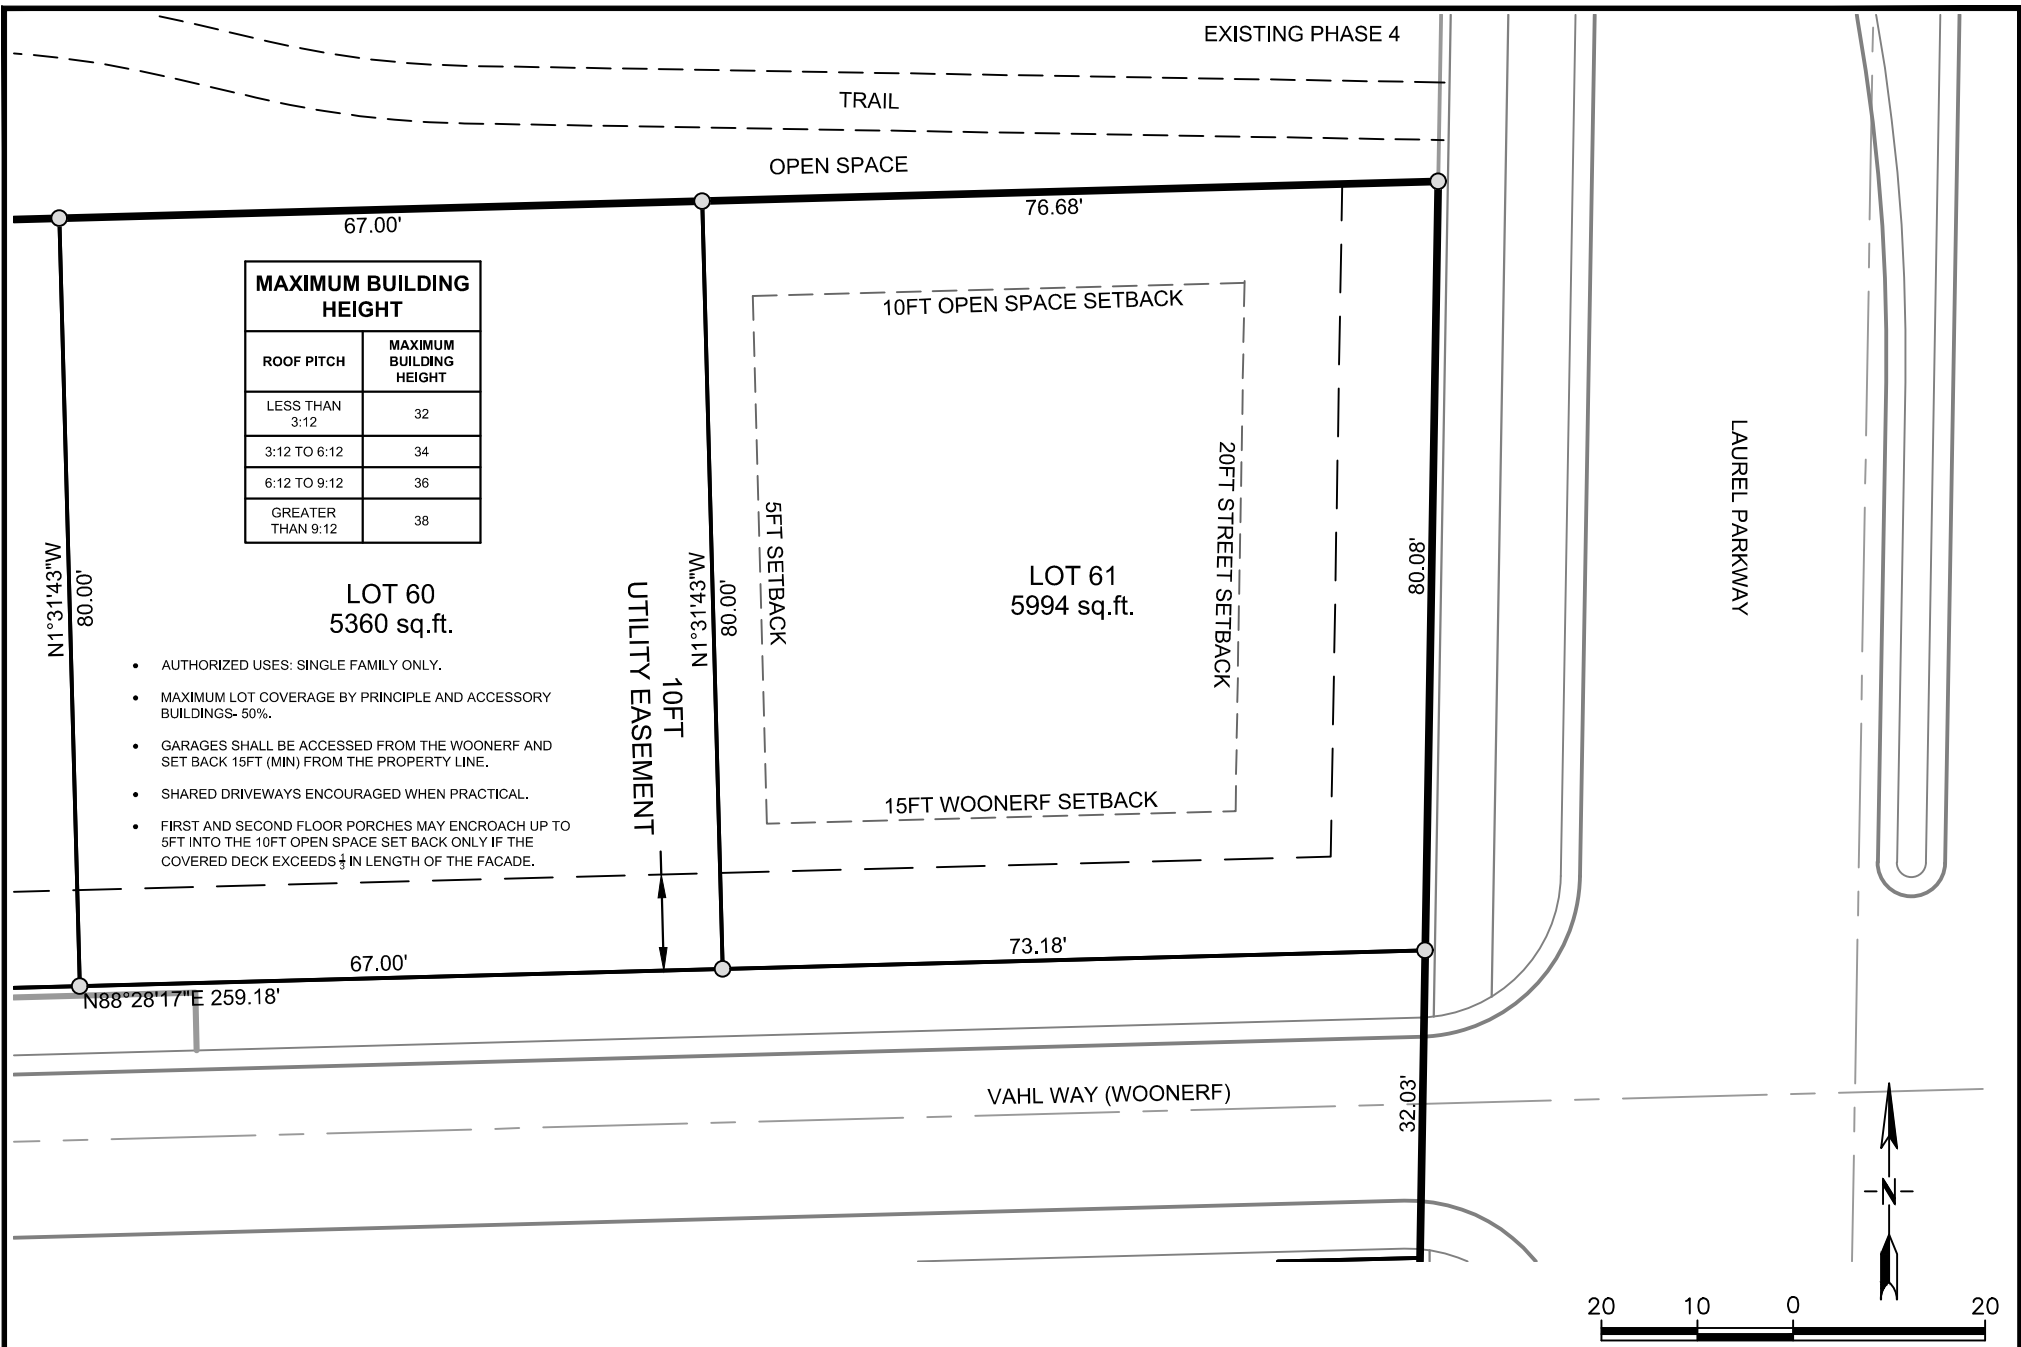 EXISTING PHASE 4
TRAIL
OPEN SPACE
67.00'
76.68'
MAXIMUM BUILDING
HEIGHT
ROOF PITCH
MAXIMUM
BUILDING
HEIGHT
LESS THAN
3:12
32
3:12 TO 6:12
34
6:12 TO 9:12
36
GREATER
THAN 9:12
38
10FT OPEN SPACE SETBACK
5FT SETBACK
20FT STREET SETBACK
15FT WOONERF SETBACK
N1°31'43"W
80.00'
LOT 60
5360 sq.ft.
• AUTHORIZED USES: SINGLE FAMILY ONLY.
• MAXIMUM LOT COVERAGE BY PRINCIPLE AND ACCESSORY
BUILDINGS- 50%.
• GARAGES SHALL BE ACCESSED FROM THE WOONERF AND
SET BACK 15FT (MIN) FROM THE PROPERTY LINE.
• SHARED DRIVEWAYS ENCOURAGED WHEN PRACTICAL.
• FIRST AND SECOND FLOOR PORCHES MAY ENCROACH UP TO
5FT INTO THE 10FT OPEN SPACE SET BACK ONLY IF THE
COVERED DECK EXCEEDS 1/3 IN LENGTH OF THE FACADE.
10FT
UTILITY EASEMENT
N1°31'43"W
80.00'
LOT 61
5994 sq.ft.
80.08'
LAUREL PARKWAY
67.00'
73.18'
N88°28'17"E 259.18'
VAHL WAY (WOONERF)
32.03'
N
20 10 0 20